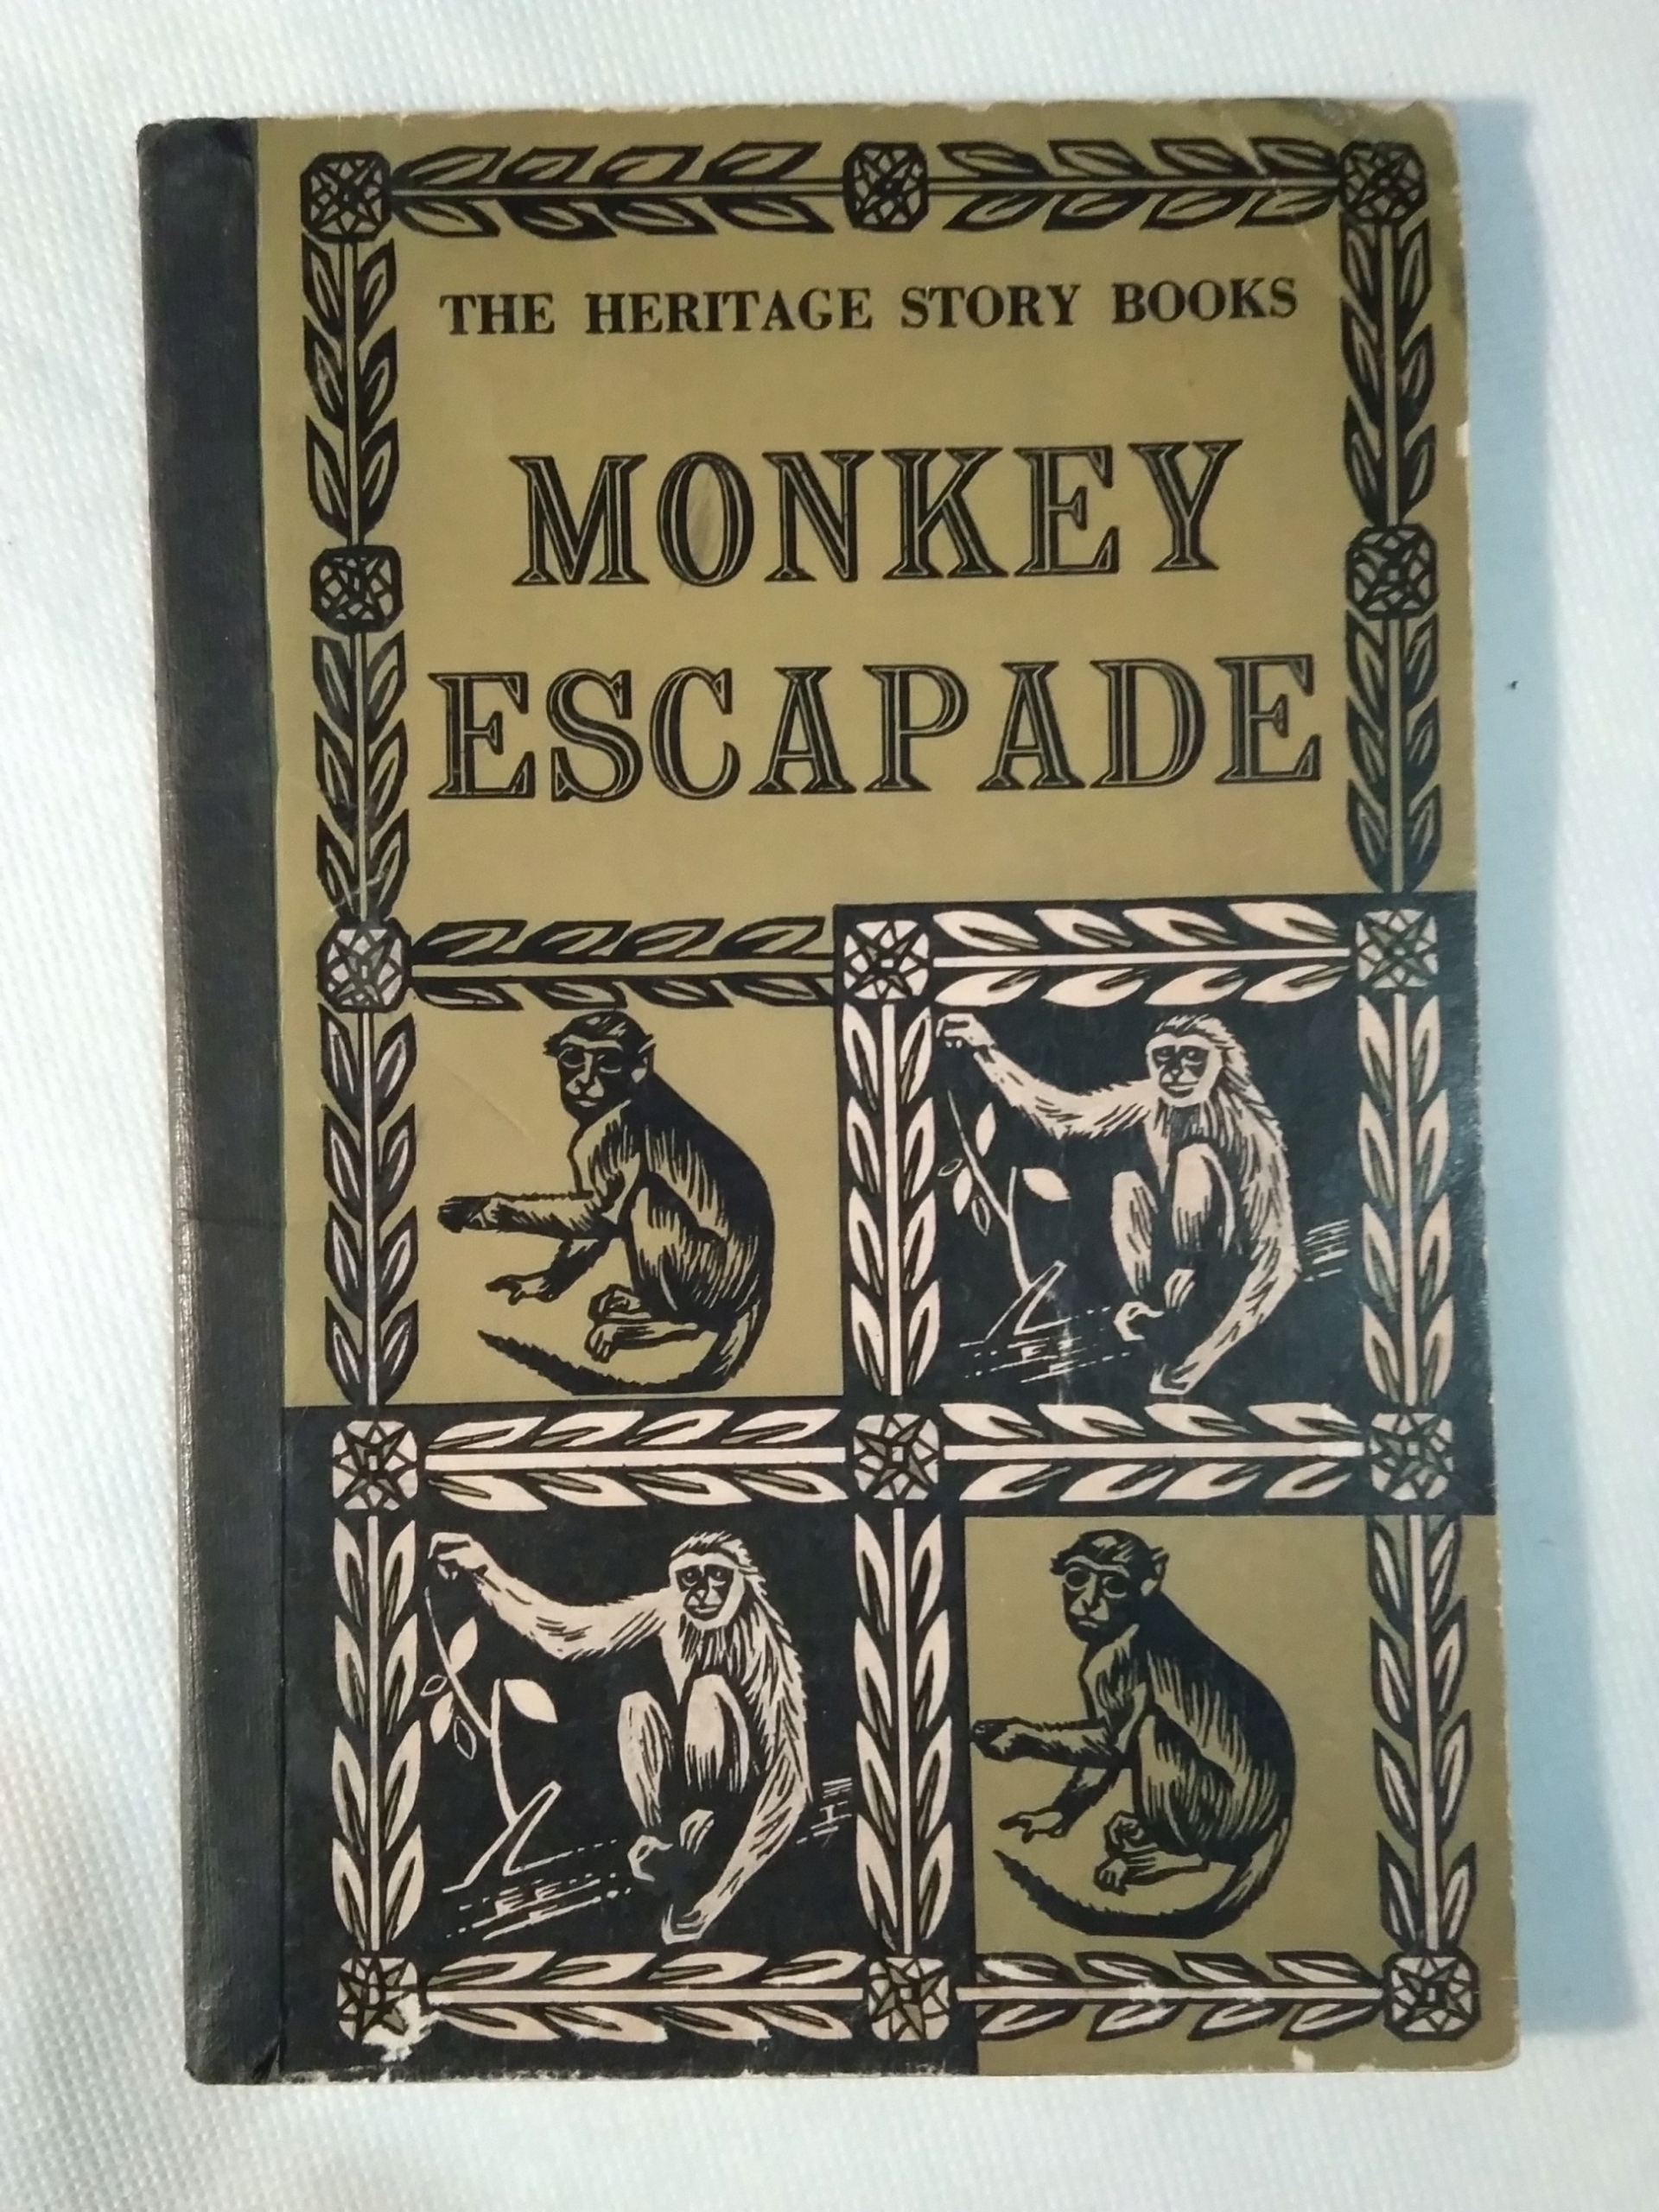 THE HERITAGE STORY BOOKS
MONKEY
ESCAPADE